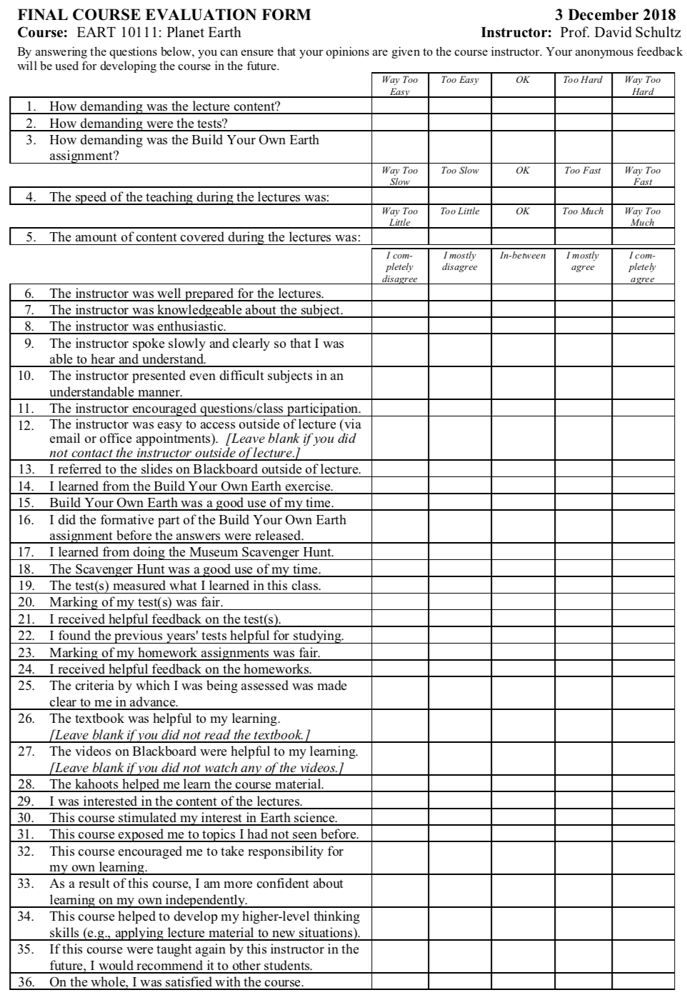 FINAL COURSE EVALUATION FORM 3 December 2018
Course: EART 10111: Planet Earth Instructor: Prof. David Schultz
By answering the questions below, you can ensure that your opinions are given to the course instructor. Your anonymous feedback
will be used for developing the course in the future.
Way Too Easy Too Easy OK Too Hard Way Too Hard
1. How demanding was the lecture content?
2. How demanding were the tests?
3. How demanding was the Build Your Own Earth
assignment?
Way Too Slow Too Slow OK Too Fast Way Too Fast
4. The speed of the teaching during the lectures was:
Way Too Little Too Little OK Too Much Way Too Much
5. The amount of content covered during the lectures was:
I com-pletely disagree I mostly disagree In-between I mostly agree I com-pletely agree
6. The instructor was well prepared for the lectures.
7. The instructor was knowledgeable about the subject.
8. The instructor was enthusiastic.
9. The instructor spoke slowly and clearly so that I was
able to hear and understand.
10. The instructor presented even difficult subjects in an
understandable manner.
11. The instructor encouraged questions/class participation.
12. The instructor was easy to access outside of lecture (via
email or office appointments). [Leave blank if you did
not contact the instructor outside of lecture.]
13. I referred to the slides on Blackboard outside of lecture.
14. I learned from the Build Your Own Earth exercise.
15. Build Your Own Earth was a good use of my time.
16. I did the formative part of the Build Your Own Earth
assignment before the answers were released.
17. I learned from doing the Museum Scavenger Hunt.
18. The Scavenger Hunt was a good use of my time.
19. The test(s) measured what I learned in this class.
20. Marking of my test(s) was fair.
21. I received helpful feedback on the test(s).
22. I found the previous years' tests helpful for studying.
23. Marking of my homework assignments was fair.
24. I received helpful feedback on the homeworks.
25. The criteria by which I was being assessed was made
clear to me in advance.
26. The textbook was helpful to my learning.
[Leave blank if you did not read the textbook.]
27. The videos on Blackboard were helpful to my learning.
[Leave blank if you did not watch any of the videos.]
28. The kahoots helped me learn the course material.
29. I was interested in the content of the lectures.
30. This course stimulated my interest in Earth science.
31. This course exposed me to topics I had not seen before.
32. This course encouraged me to take responsibility for
my own learning.
33. As a result of this course, I am more confident about
learning on my own independently.
34. This course helped to develop my higher-level thinking
skills (e.g., applying lecture material to new situations).
35. If this course were taught again by this instructor in the
future, I would recommend it to other students.
36. On the whole, I was satisfied with the course.